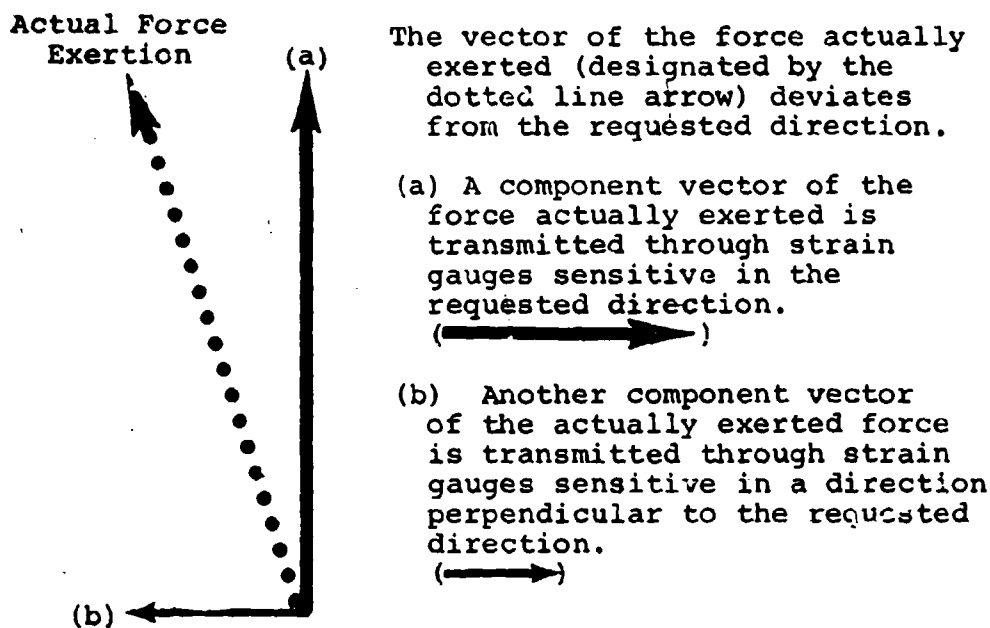 Actual Force
Exertion
(a)
The vector of the force actually
exerted (designated by the
dotted line arrow) deviates
from the requested direction.
(a) A component vector of the
force actually exerted is
transmitted through strain
gauges sensitive in the
requested direction.
( )
(b) Another component vector
of the actually exerted force
is transmitted through strain
gauges sensitive in a direction
perpendicular to the requested
direction.
( )
(b)